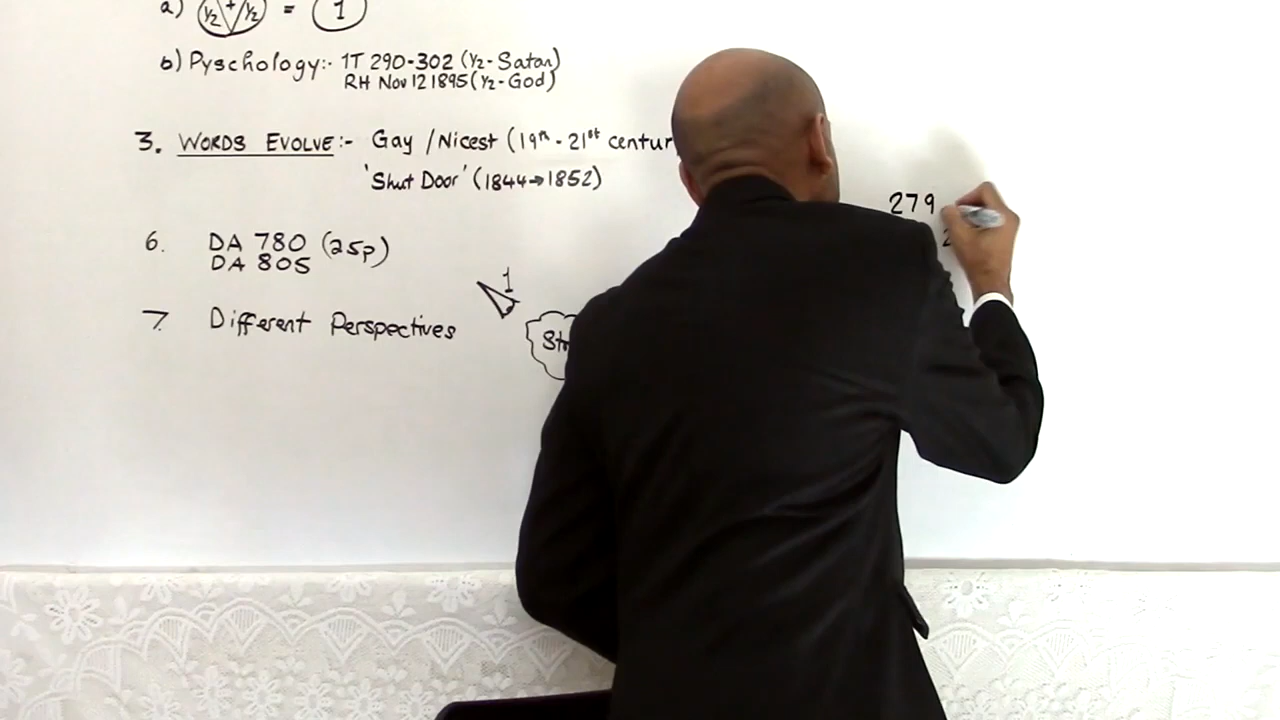 a) 1/2 + 1/2 = 1
b) Pyschology:- 1T 290-302 (1/2-Satan)
RH Nov 12 1895 (1/2-God)
3. WORDS EVOLVE:- Gay / Nicest (19th - 21st centur
'Shut Door' (1844→1852)
279
6. DA 780 (25p)
DA 805
1
7. Different Perspectives